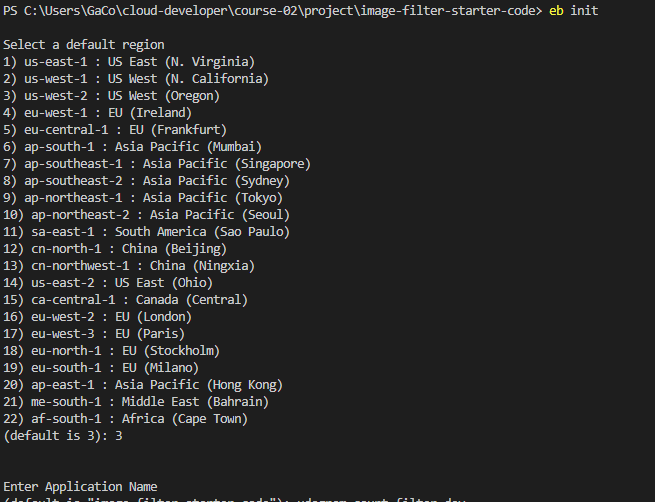 PS C:\Users\GaCo\cloud-developer\course-02\project\image-filter-starter-code> eb init
Select a default region
1) us-east-1 : US East (N. Virginia)
2) us-west-1 : US West (N. California)
3) us-west-2 : US West (Oregon)
4) eu-west-1 : EU (Ireland)
5) eu-central-1 : EU (Frankfurt)
6) ap-south-1 : Asia Pacific (Mumbai)
7) ap-southeast-1 : Asia Pacific (Singapore)
8) ap-southeast-2 : Asia Pacific (Sydney)
9) ap-northeast-1 : Asia Pacific (Tokyo)
10) ap-northeast-2 : Asia Pacific (Seoul)
11) sa-east-1 : South America (Sao Paulo)
12) cn-north-1 : China (Beijing)
13) cn-northwest-1 : China (Ningxia)
14) us-east-2 : US East (Ohio)
15) ca-central-1 : Canada (Central)
16) eu-west-2 : EU (London)
17) eu-west-3 : EU (Paris)
18) eu-north-1 : EU (Stockholm)
19) eu-south-1 : EU (Milano)
20) ap-east-1 : Asia Pacific (Hong Kong)
21) me-south-1 : Middle East (Bahrain)
22) af-south-1 : Africa (Cape Town)
(default is 3): 3
Enter Application Name
(default is "image-filter-starter-code"):